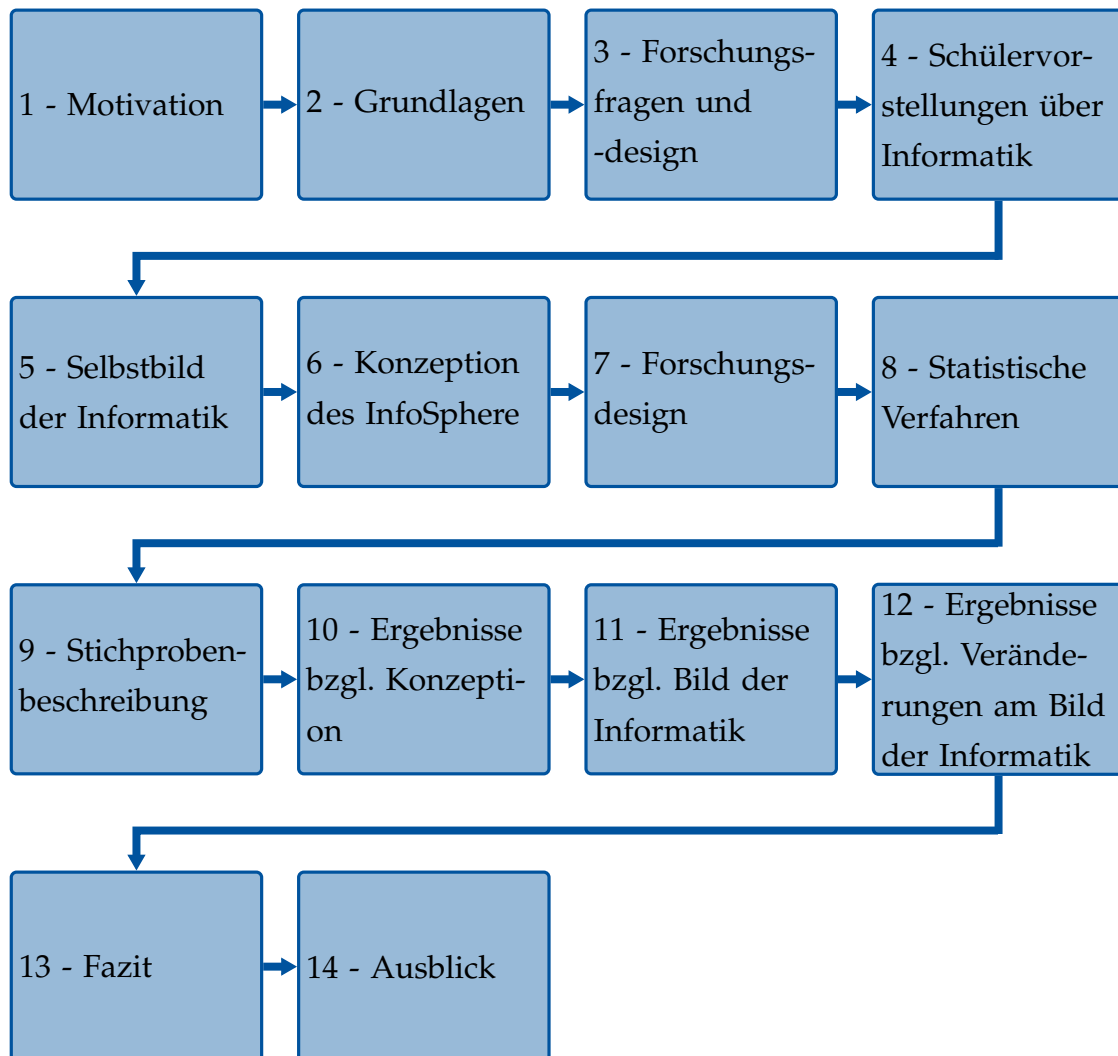 1 - Motivation
2 - Grundlagen
3 - Forschungs-
fragen und
-design
4 - Schülervor-
stellungen über
Informatik
5 - Selbstbild
der Informatik
6 - Konzeption
des InfoSphere
7 - Forschungs-
design
8 - Statistische
Verfahren
9 - Stichproben-
beschreibung
10 - Ergebnisse
bzgl. Konzepti-
on
11 - Ergebnisse
bzgl. Bild der
Informatik
12 - Ergebnisse
bzgl. Verände-
rungen am Bild
der Informatik
13 - Fazit
14 - Ausblick